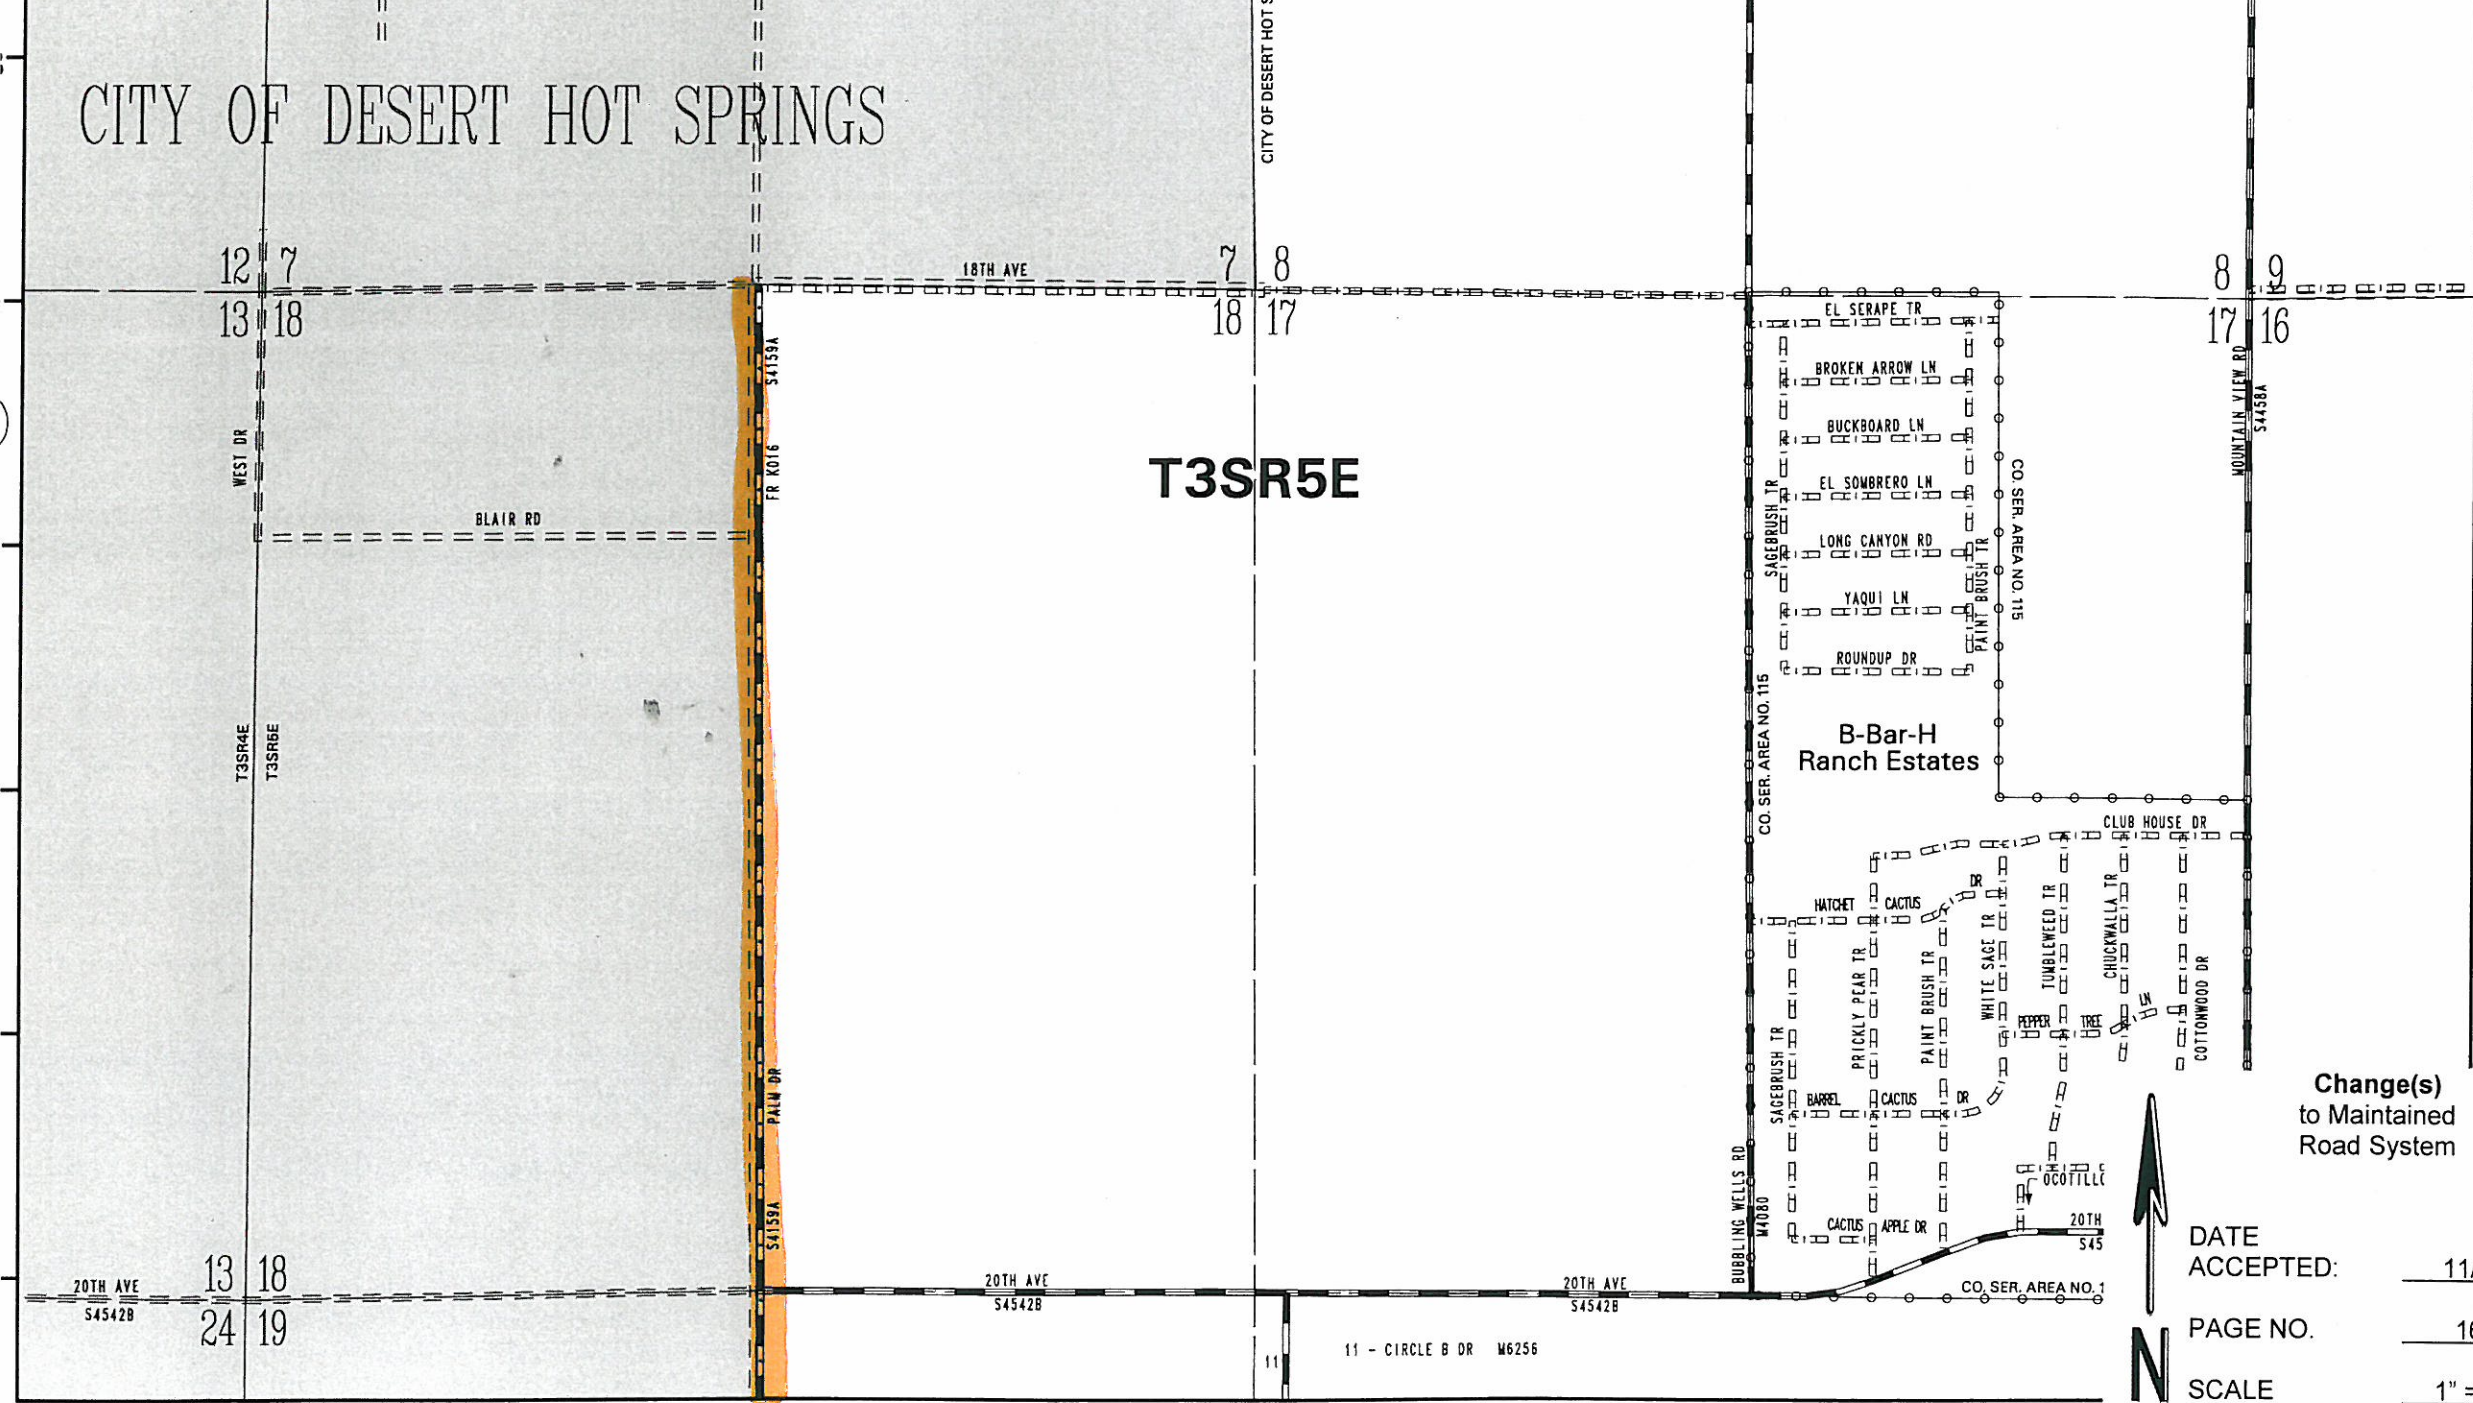 CITY OF DESERT HOT SPRINGS
CITY OF DESERT HOT
12 7
13 18
18TH AVE
7 8
18 17
8 9
17 16
S4159A
FR K016
WEST DR
BLAIR RD
T3SR5E
T3SR4E
T3SR5E
EL SERAPE TR
BROKEN ARROW LN
BUCKBOARD LN
EL SOMBRERO LN
LONG CANYON RD
YAQUI LN
ROUNDUP DR
SAGEBRUSH TR
PAINT BRUSH TR
CO. SER. AREA NO. 115
MOUNTAIN VIEW RD
S4458A
CO. SER. AREA NO. 115
B-Bar-H
Ranch Estates
CLUB HOUSE DR
HATCHET CACTUS DR
SAGEBRUSH TR
PRICKLY PEAR TR
PAINT BRUSH TR
WHITE SAGE TR
TUMBLEWEED TR
CHUCKWALLA TR
COTTONWOOD DR
PEPPER TREE LN
BARREL CACTUS DR
CACTUS APPLE DR
PALM DR
S4159A
BUBBLING WELLS RD
M4080
20TH
S45
CO. SER. AREA NO. 1
13 18
24 19
20TH AVE
S4542B
20TH AVE
S4542B
20TH AVE
S4542B
11
11 - CIRCLE B DR M6256
Change(s)
to Maintained
Road System
N
DATE
ACCEPTED: 11
PAGE NO.
SCALE 1" =